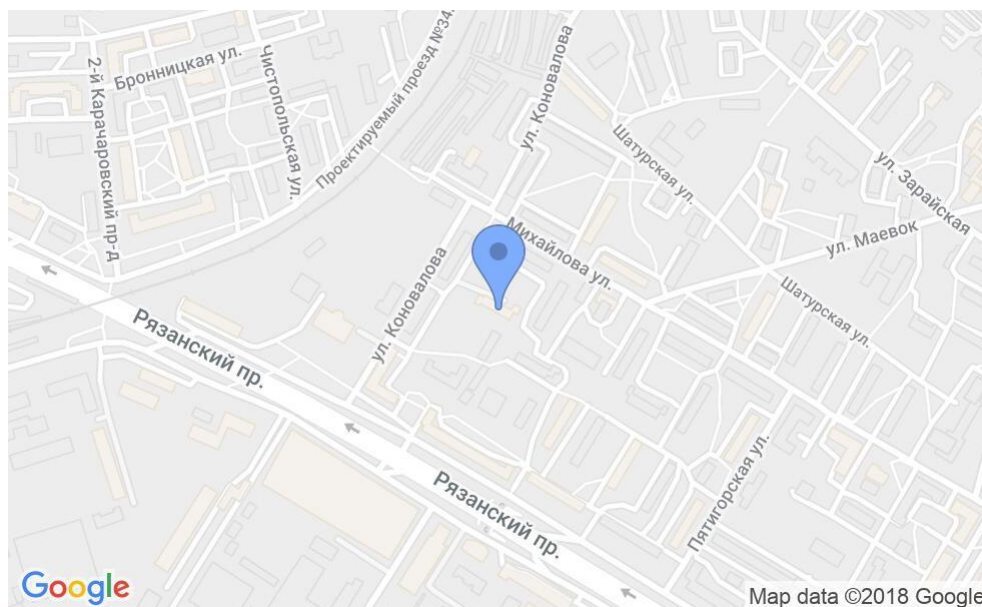 Бронницкая ул.
2-й Карачаровский пр-д
Чистопольская ул.
Проектируемый проезд №34
ул. Коновалова
Шатурская ул.
ул. Зарайская
Михайлова ул.
ул. Маевок
ул. Коновалова
Шатурская ул.
Рязанский пр.
Рязанский пр.
Пятигорская ул.
Google
Map data ©2018 Google